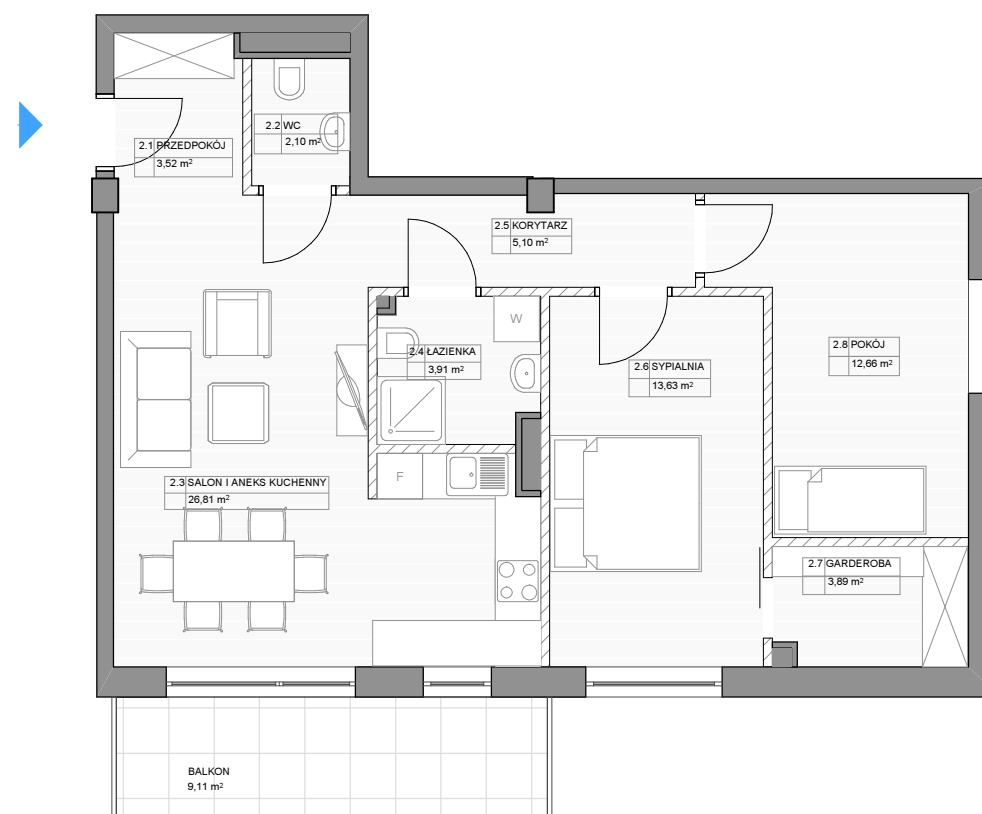 2.1 PRZEDPOKÓJ
3,52 m²
2.2 WC
2,10 m²
2.5 KORYTARZ
5,10 m²
W
2.4 ŁAZIENKA
3,91 m²
2.6 SYPIALNIA
13,63 m²
2.8 POKÓJ
12,66 m²
F
2.3 SALON I ANEKS KUCHENNY
26,81 m²
2.7 GARDEROBA
3,89 m²
BALKON
9,11 m²